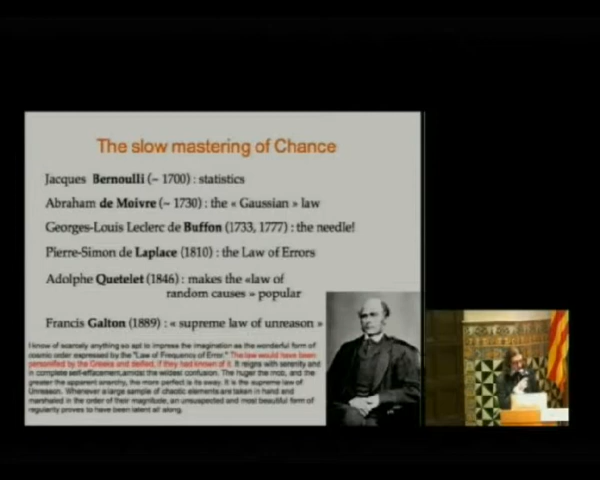 The slow mastering of Chance
Jacques Bernoulli (~ 1700) : statistics
Abraham de Moivre (~ 1730) : the « Gaussian » law
Georges-Louis Leclerc de Buffon (1733, 1777) : the needle!
Pierre-Simon de Laplace (1810) : the Law of Errors
Adolphe Quetelet (1846) : makes the «law of
random causes » popular
Francis Galton (1889) : « supreme law of unreason »
I know of scarcely anything so apt to impress the imagination as the wonderful form of
cosmic order expressed by the "Law of Frequency of Error." The law would have been
personified by the Greeks and deified, if they had known of it. It reigns with serenity and
in complete self-effacement, amidst the wildest confusion. The huger the mob, and the
greater the apparent anarchy, the more perfect is its sway. It is the supreme law of
Unreason. Whenever a large sample of chaotic elements are taken in hand and
marshaled in the order of their magnitude, an unsuspected and most beautiful form of
regularity proves to have been latent all along.